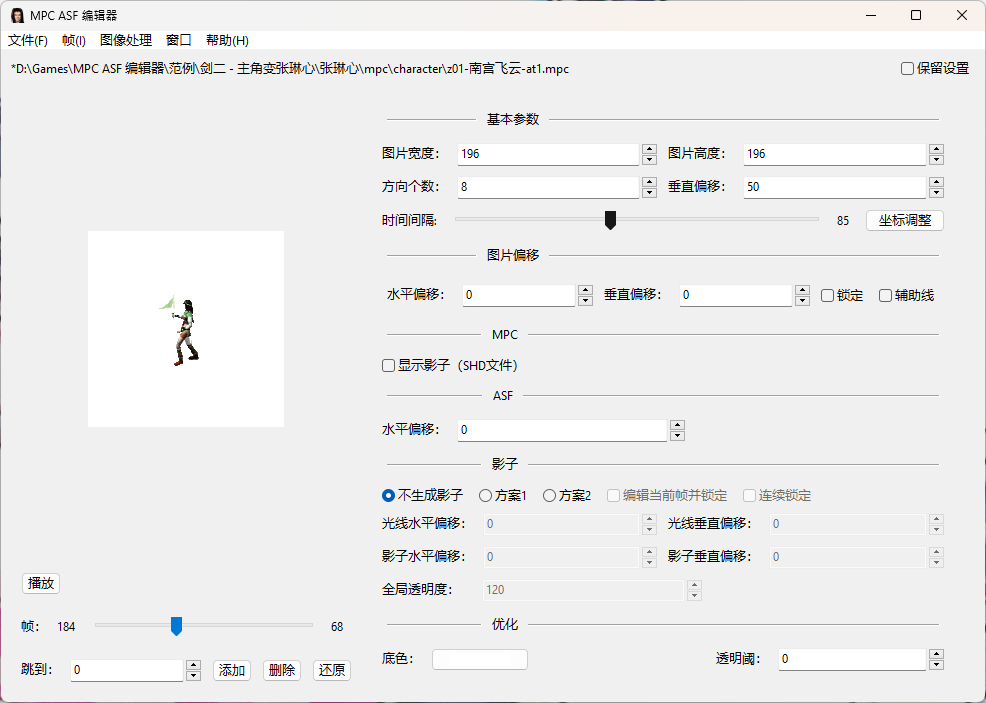 MPC ASF 编辑器
文件(F) 帧(I) 图像处理 窗口 帮助(H)
*D:\Games\MPC ASF 编辑器\范例\剑二 - 主角变张琳心\张琳心\mpc\character\z01-南宫飞云-at1.mpc 保留设置
基本参数
图片宽度： 196 图片高度： 196
方向个数： 8 垂直偏移： 50
时间间隔： 85 坐标调整
图片偏移
水平偏移： 0 垂直偏移： 0 锁定 辅助线
MPC
显示影子（SHD文件）
ASF
水平偏移： 0
影子
不生成影子 方案1 方案2 编辑当前帧并锁定 连续锁定
光线水平偏移： 0 光线垂直偏移： 0
影子水平偏移： 0 影子垂直偏移： 0
全局透明度： 120
优化
底色： 透明阈： 0
播放
帧： 184 68
跳到： 0 添加 删除 还原